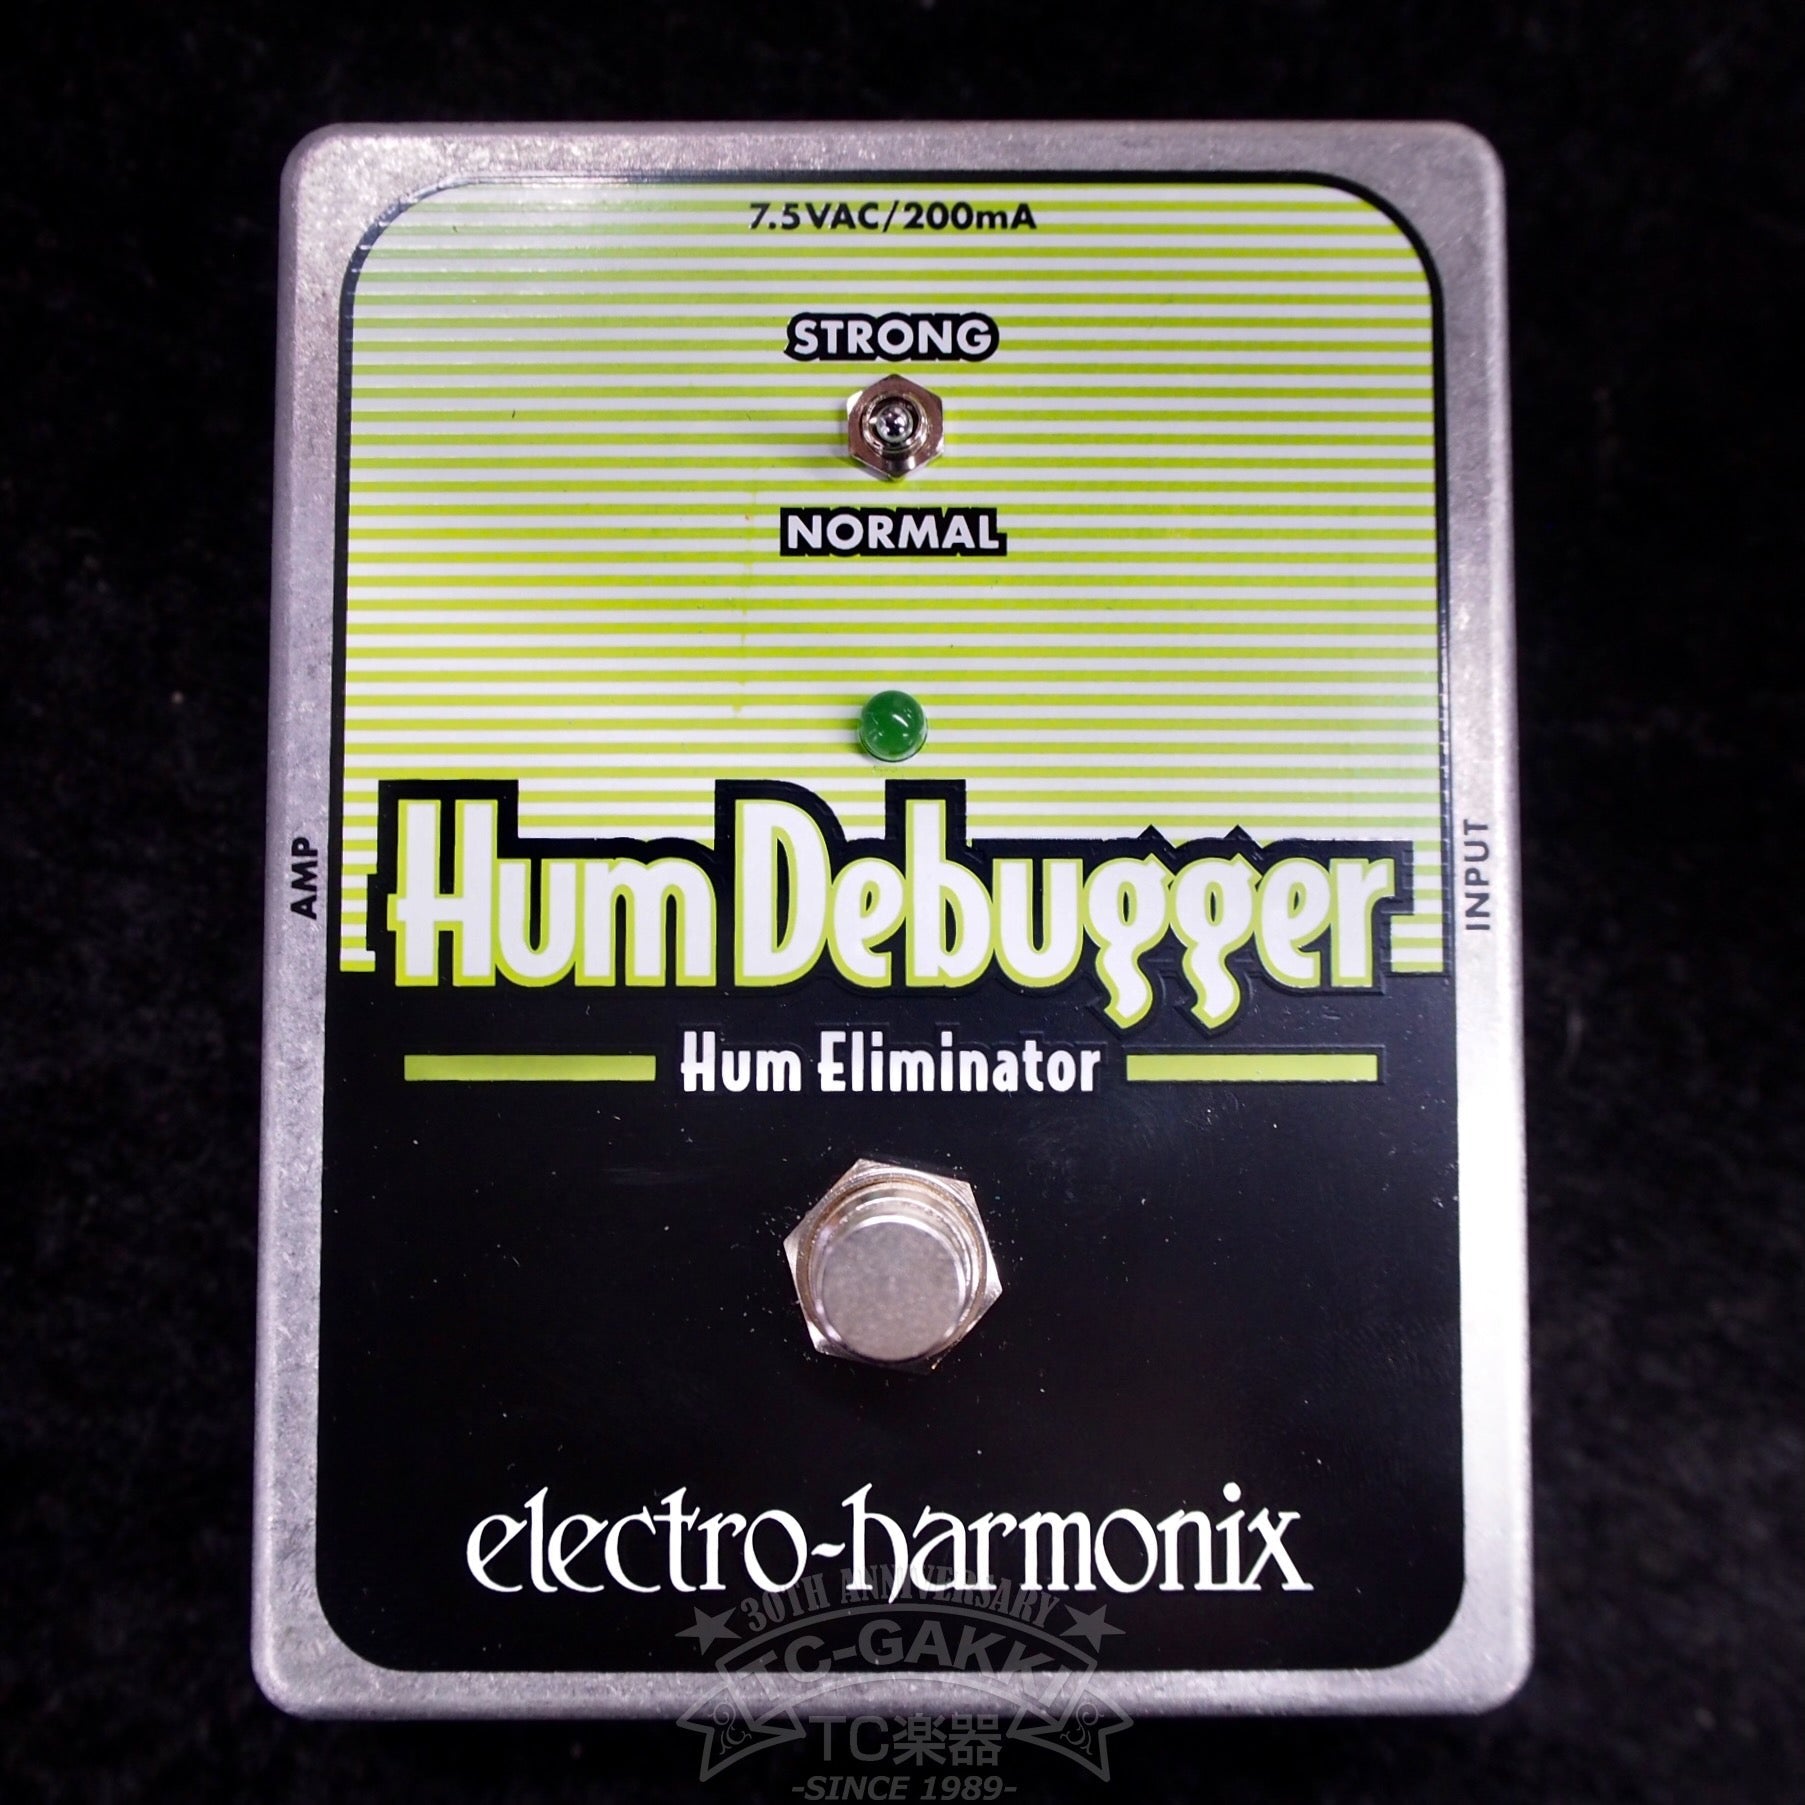 7.5VAC/200mA
STRONG
NORMAL
AMP
INPUT
Hum Debugger
Hum Eliminator
electro-harmonix
30TH ANNIVERSARY
TC-GAKKI
TC楽器
-SINCE 1989-